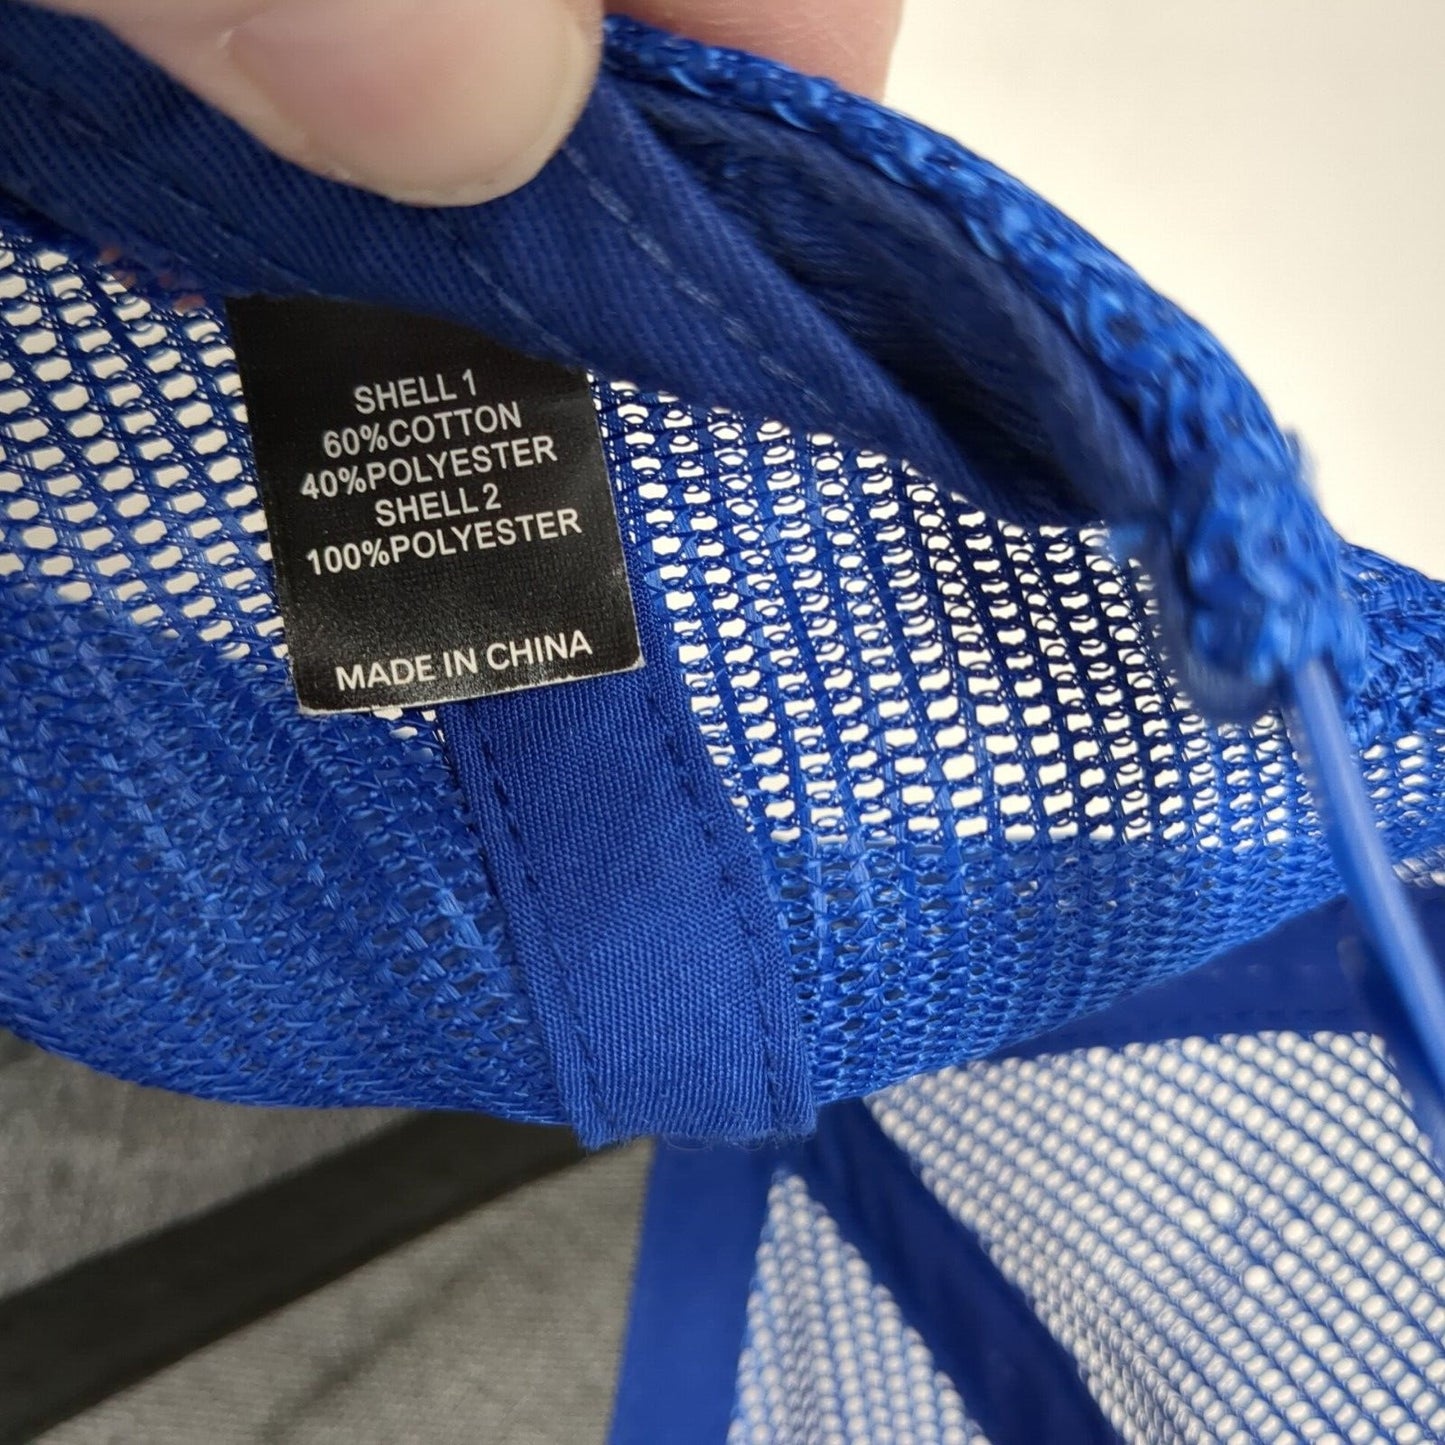 SHELL 1
60%COTTON
40%POLYESTER
SHELL 2
100%POLYESTER
MADE IN CHINA